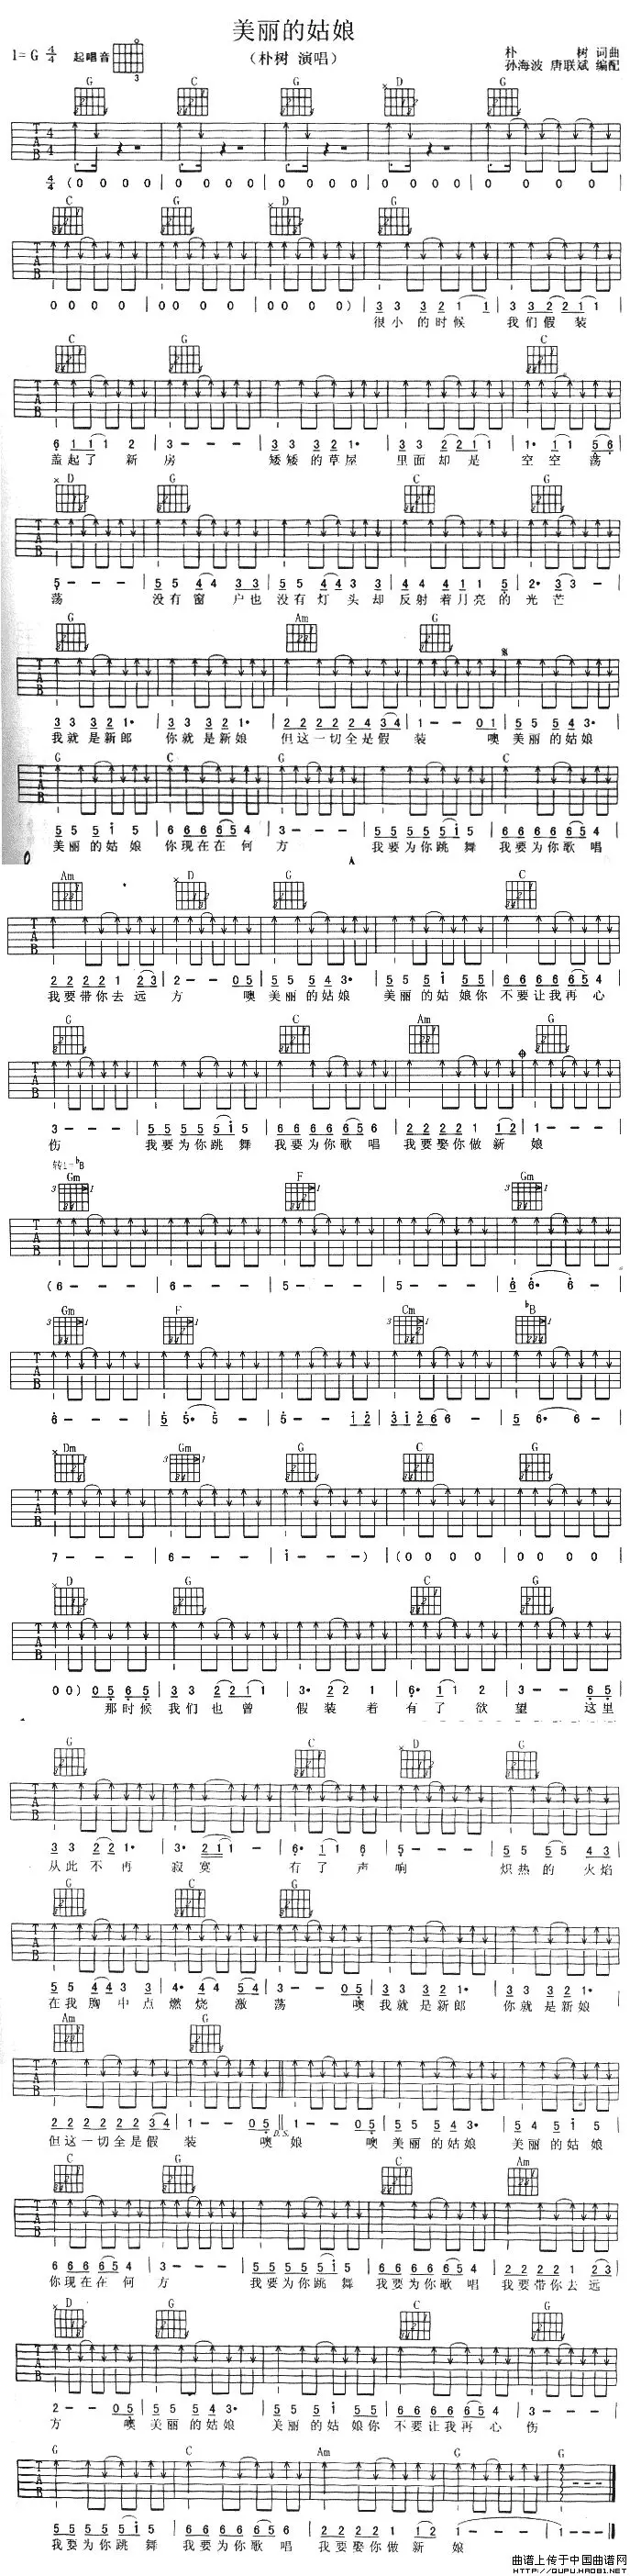 美丽的姑娘
1=G 4/4 起唱音 （朴树 演唱） 朴 树 词曲
孙海波 唐联斌 编配
G C G D G
4/4 (0 0 0 0 | 0 0 0 0 | 0 0 0 0 | 0 0 0 0 | 0 0 0 0 |
C G D G
0 0 0 0 | 0 0 0 0 | 0 0 0 0) | 3 3 3 2 1 1 | 3 3 2 2 1 1 |
很小的时候 我们假装
C G C
6 1 1 1 2 | 3 - - - | 3 3 3 2 1· | 3 3 2 2 1 1 | 1· 1 1 5 6 |
盖起了 新 房 矮矮的草屋 里面却是 空空荡
D G C G
5 - - - | 5 5 4 4 3 3 | 5 5 4 4 3 3 | 4 4 4 1 1 5 | 2· 3 3 - - |
荡 没有窗户也 没有灯头却 反射着月亮的 光芒
G Am G
3 3 3 2 1· | 3 3 3 2 1· | 2 2 2 2 2 4 3 4 | 1 - - 0 1 | 5 5 5 4 3· |
我就是新郎 你就是新娘 但这一切全是假 装 噢 美丽的姑娘
G C G C
5 5 5 i 5 | 6 6 6 6 5 4 | 3 - - - | 5 5 5 5 5 i 5 | 6 6 6 6 6 5 4 |
美丽的姑娘 你现在在何 方 我要为你跳舞 我要为你歌唱
Am D G C
2 2 2 2 1 2 3 | 2 - - 0 5 | 5 5 5 4 3· | 5 5 5 i 5 5 | 6 6 6 6 6 5 4 |
我要带你去远 方 噢 美丽的姑娘 美丽的姑娘你 不要让我再心
G C Am G
3 - - - | 5 5 5 5 5 i 5 | 6 6 6 6 6 5 6 | 2 2 2 2 1 1 2 | 1 - - - |
伤 我要为你跳舞 我要为你歌唱 我要娶你做新 娘
转1=bB
Gm F Gm
(6 - - - | 6 - - - | 5 - - - | 5 - - - | 6 6· 6 - |
Gm F Cm bB
6 - - - | 5 5· 5 - | 5 - - i 2 | 3 i 2 6 6 - | 5 6· 6 - |
Dm Gm G C G
7 - - - | 6 - - - | i - - -) | (0 0 0 0 | 0 0 0 0 |
D G C G
0 0) 0 5 6 5 | 3 3 2 2 1 1 | 3· 2 2 1 | 6· 1 1 2 | 3 - - 6 5 |
那时候 我们也曾 假装着 有了欲 望 这里
G C D G
3 3 2 2 1· | 3· 2 1 1 - | 6· 1 1 6 | 5 - - - | 5 5 5 5 4 3 |
从此不再 寂寞 有了声 响 炽热的火焰
G C G
5 5 4 4 3 3 | 4· 4 4 5 4 | 3 - - 0 5 | 3 3 3 2 1· | 3 3 3 2 1· |
在我胸中点 燃烧激 荡 噢 我就是新郎 你就是新娘
Am G
2 2 2 2 2 2 3 4 | 1 - - 0 5 || 1 - - 0 5 | 5 5 5 4 3· | 5 5 5 i 5 |
D.S.
但这一切全是假 装 噢 娘 噢 美丽的姑娘 美丽的姑娘
C G C Am
6 6 6 6 5 4 | 3 - - - | 5 5 5 5 5 i 5 | 6 6 6 6 6 5 4 | 2 2 2 2 1 2 3 |
你现在在何 方 我要为你跳舞 我要为你歌唱 我要带你去远
D G C G
2 - - 0 5 | 5 5 5 4 3· | 5 5 5 i 5 5 | 6 6 6 6 6 5 4 | 3 - - - |
方 噢 美丽的姑娘 美丽的姑娘你 不要让我再心 伤
G C Am G G
5 5 5 5 5 i 5 | 6 6 6 6 6 5 4 | 2 2 2 2 1 1 2 | 1 - - - | 1 - - - ||
我要为你跳舞 我要为你歌唱 我要娶你做新 娘
曲谱上传于中国曲谱网
HTTP://QUPU.HAO81.NET